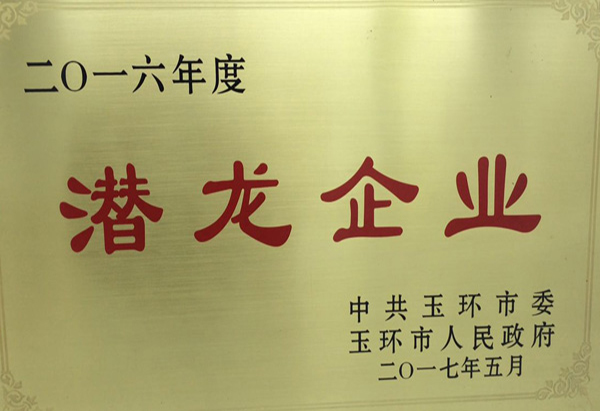 二〇一六年度
潜龙企业
中共玉环市委
玉环市人民政府
二〇一七年五月